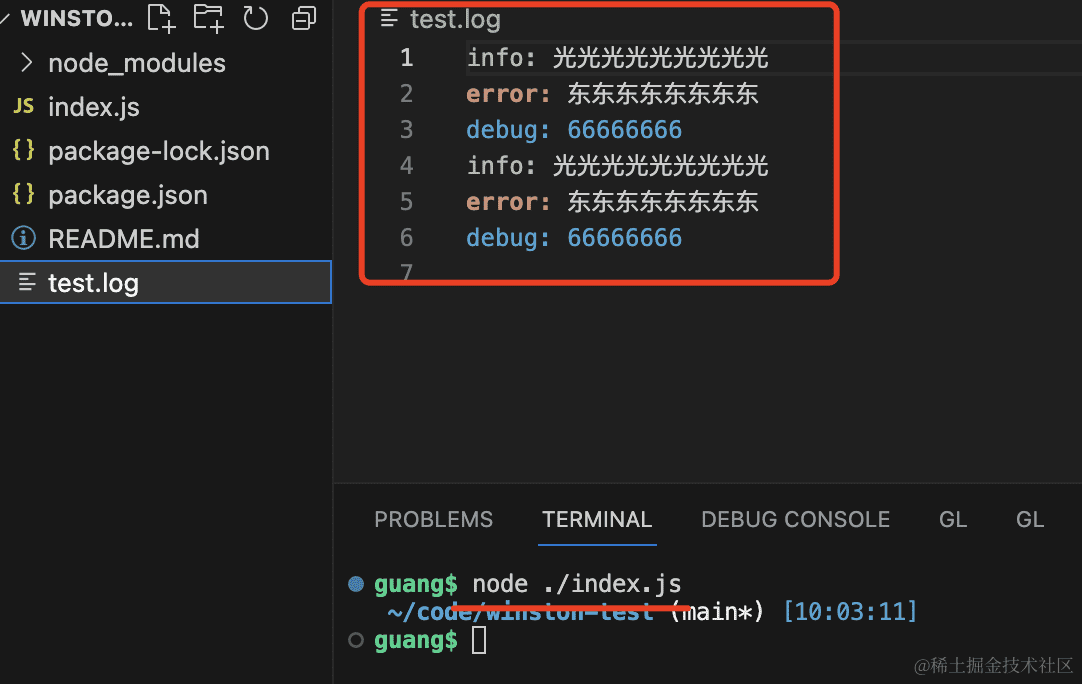 WINSTO...
node_modules
JS index.js
{} package-lock.json
{} package.json
README.md
test.log
test.log
1 info: 光光光光光光光光光
2 error: 东东东东东东东东
3 debug: 66666666
4 info: 光光光光光光光光光
5 error: 东东东东东东东东
6 debug: 66666666
7
PROBLEMS TERMINAL DEBUG CONSOLE GL GL
guang$ node ./index.js
~/code/winston-test (main*) [10:03:11]
guang$
@稀土掘金技术社区